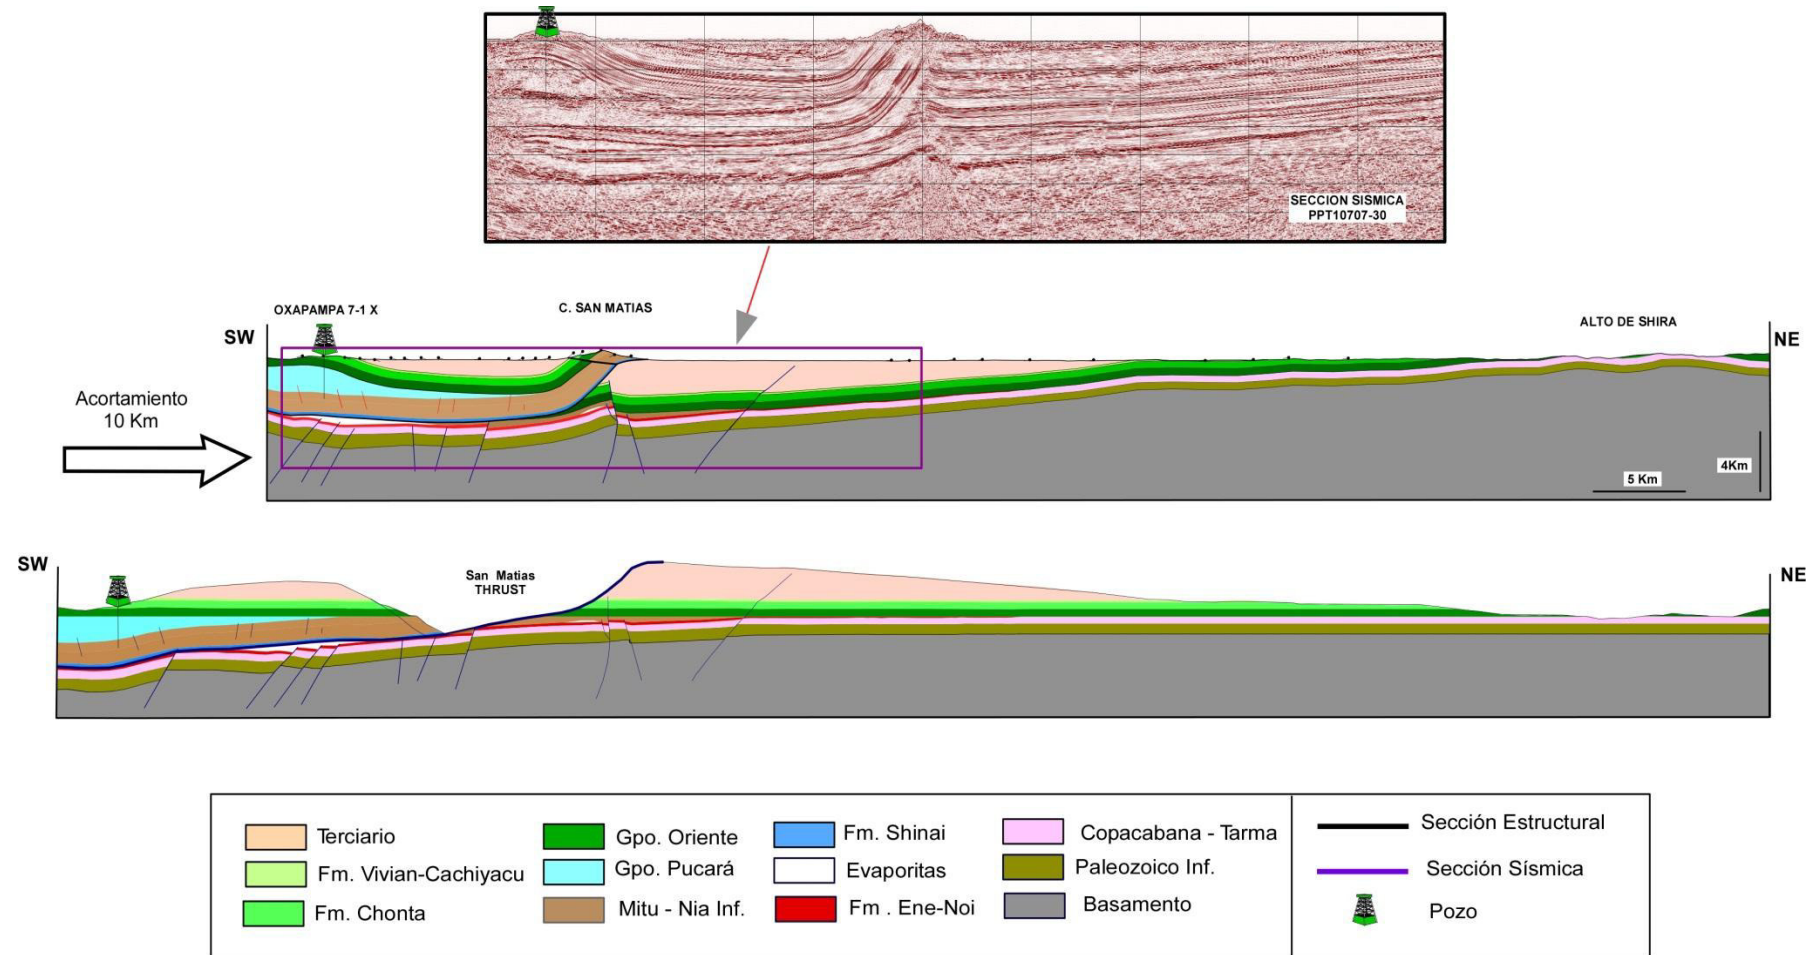 SECCION SISMICA
PPT10707-30
OXAPAMPA 7-1 X
C. SAN MATIAS
ALTO DE SHIRA
SW
NE
Acortamiento
10 Km
5 Km
4Km
SW
San Matias
THRUST
NE
Terciario
Gpo. Oriente
Fm. Shinai
Copacabana - Tarma
Sección Estructural
Fm. Vivian-Cachiyacu
Gpo. Pucará
Evaporitas
Paleozoico Inf.
Sección Sísmica
Fm. Chonta
Mitu - Nia Inf.
Fm . Ene-Noi
Basamento
Pozo